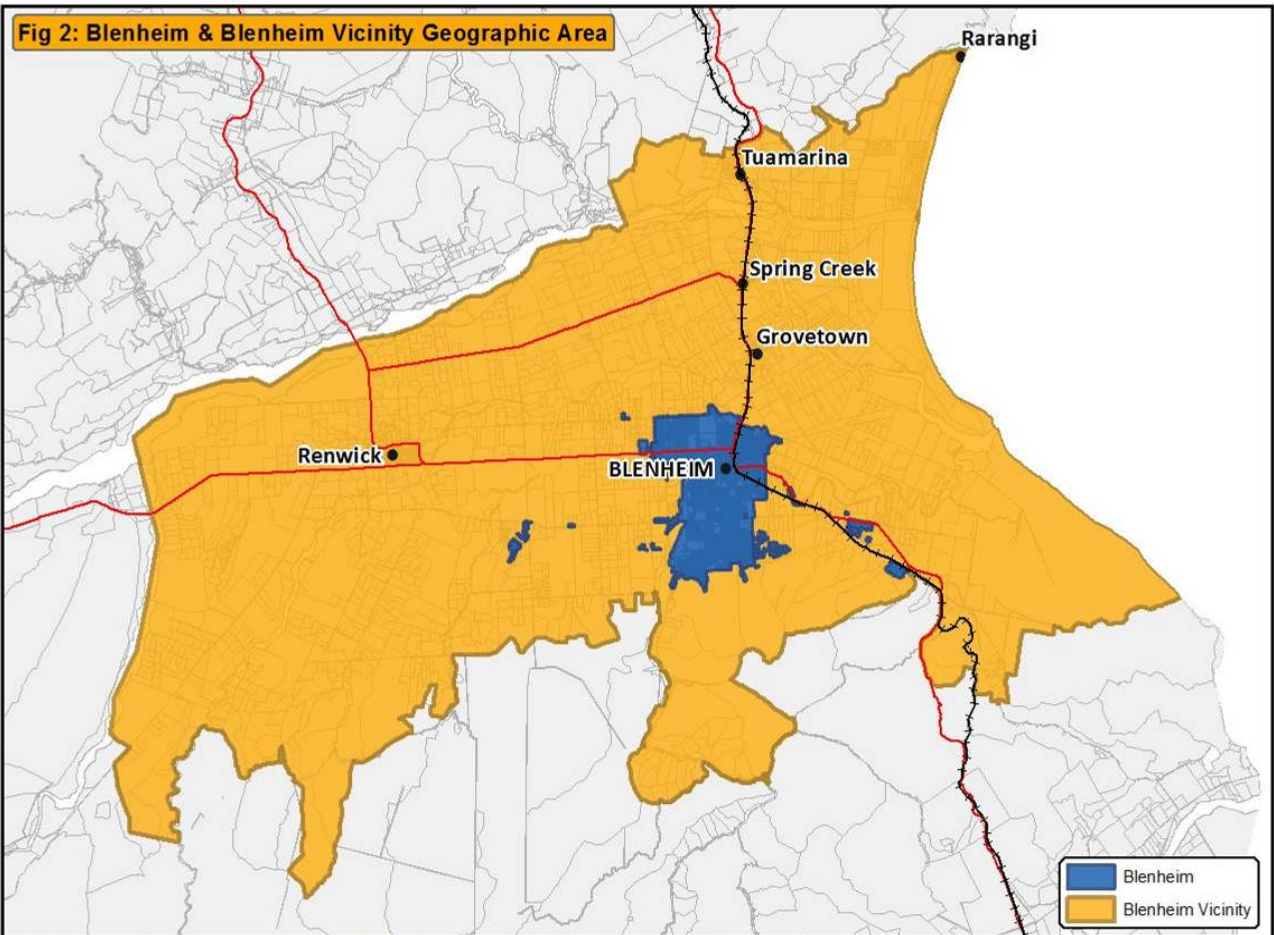 Fig 2: Blenheim & Blenheim Vicinity Geographic Area
Rarangi
Tuamarina
Spring Creek
Grovetown
Renwick
BLENHEIM
Blenheim
Blenheim Vicinity